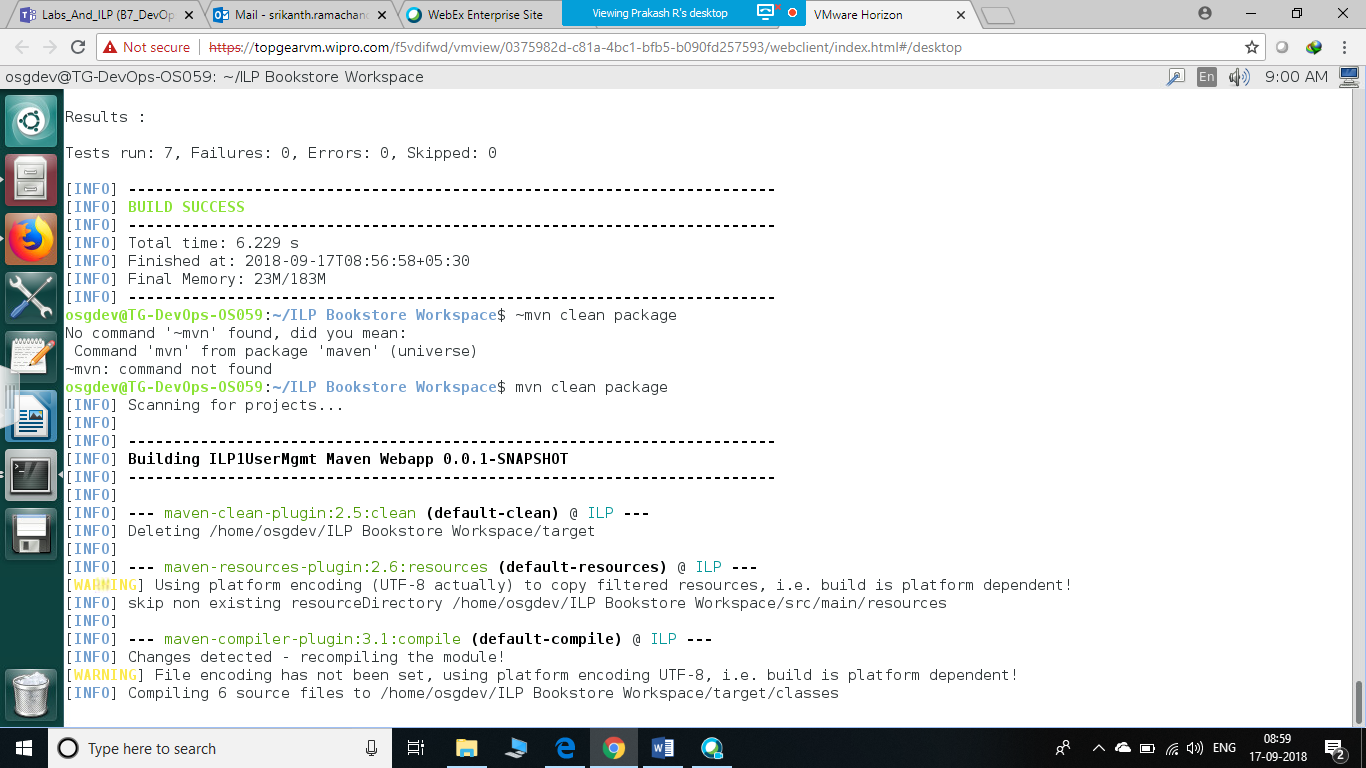 Labs_And_ILP (B7_DevOp
Mail - srikanth.ramachan
WebEx Enterprise Site
Viewing Prakash R's desktop
VMware Horizon
Not secure
https://topgearvm.wipro.com/f5vdifwd/vmview/0375982d-c81a-4bc1-bfb5-b090fd257593/webclient/index.html#/desktop
osgdev@TG-DevOps-OS059: ~/ILP Bookstore Workspace
En
9:00 AM
Results :
Tests run: 7, Failures: 0, Errors: 0, Skipped: 0
[INFO] ------------------------------------------------------------------------
[INFO] BUILD SUCCESS
[INFO] ------------------------------------------------------------------------
[INFO] Total time: 6.229 s
[INFO] Finished at: 2018-09-17T08:56:58+05:30
[INFO] Final Memory: 23M/183M
[INFO] ------------------------------------------------------------------------
osgdev@TG-DevOps-OS059:~/ILP Bookstore Workspace$ ~mvn clean package
No command '~mvn' found, did you mean:
Command 'mvn' from package 'maven' (universe)
~mvn: command not found
osgdev@TG-DevOps-OS059:~/ILP Bookstore Workspace$ mvn clean package
[INFO] Scanning for projects...
[INFO]
[INFO] ------------------------------------------------------------------------
[INFO] Building ILP1UserMgmt Maven Webapp 0.0.1-SNAPSHOT
[INFO] ------------------------------------------------------------------------
[INFO]
[INFO] --- maven-clean-plugin:2.5:clean (default-clean) @ ILP ---
[INFO] Deleting /home/osgdev/ILP Bookstore Workspace/target
[INFO]
[INFO] --- maven-resources-plugin:2.6:resources (default-resources) @ ILP ---
[WARNING] Using platform encoding (UTF-8 actually) to copy filtered resources, i.e. build is platform dependent!
[INFO] skip non existing resourceDirectory /home/osgdev/ILP Bookstore Workspace/src/main/resources
[INFO]
[INFO] --- maven-compiler-plugin:3.1:compile (default-compile) @ ILP ---
[INFO] Changes detected - recompiling the module!
[WARNING] File encoding has not been set, using platform encoding UTF-8, i.e. build is platform dependent!
[INFO] Compiling 6 source files to /home/osgdev/ILP Bookstore Workspace/target/classes
Type here to search
ENG
08:59
17-09-2018
2